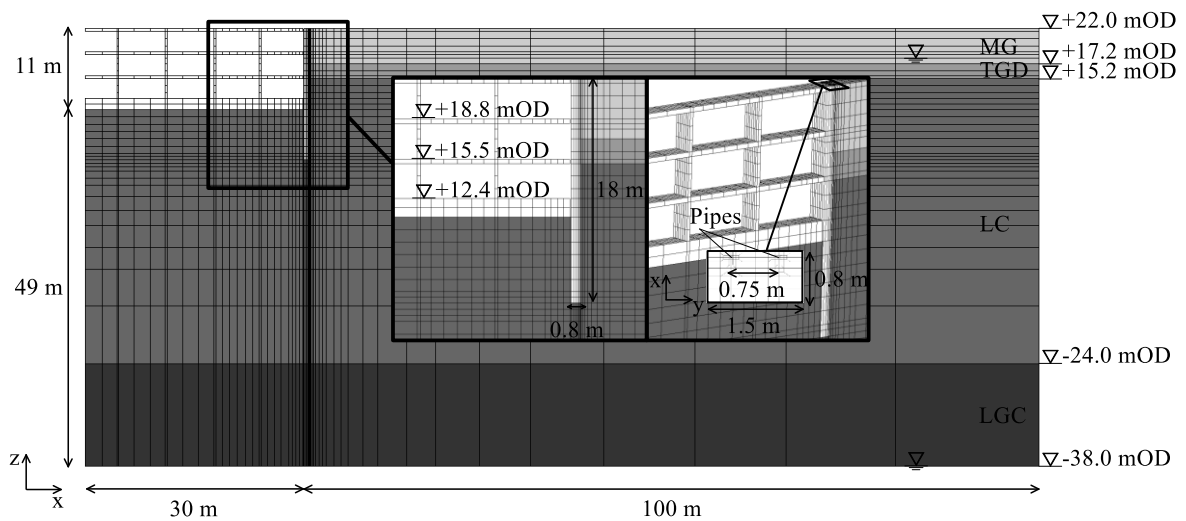 +22.0 mOD
MG
+17.2 mOD
TGD
+15.2 mOD
11 m
+18.8 mOD
+15.5 mOD
+12.4 mOD
18 m
Pipes
LC
49 m
x
0.75 m
0.8 m
y
0.8 m
1.5 m
-24.0 mOD
LGC
z
-38.0 mOD
x
30 m
100 m